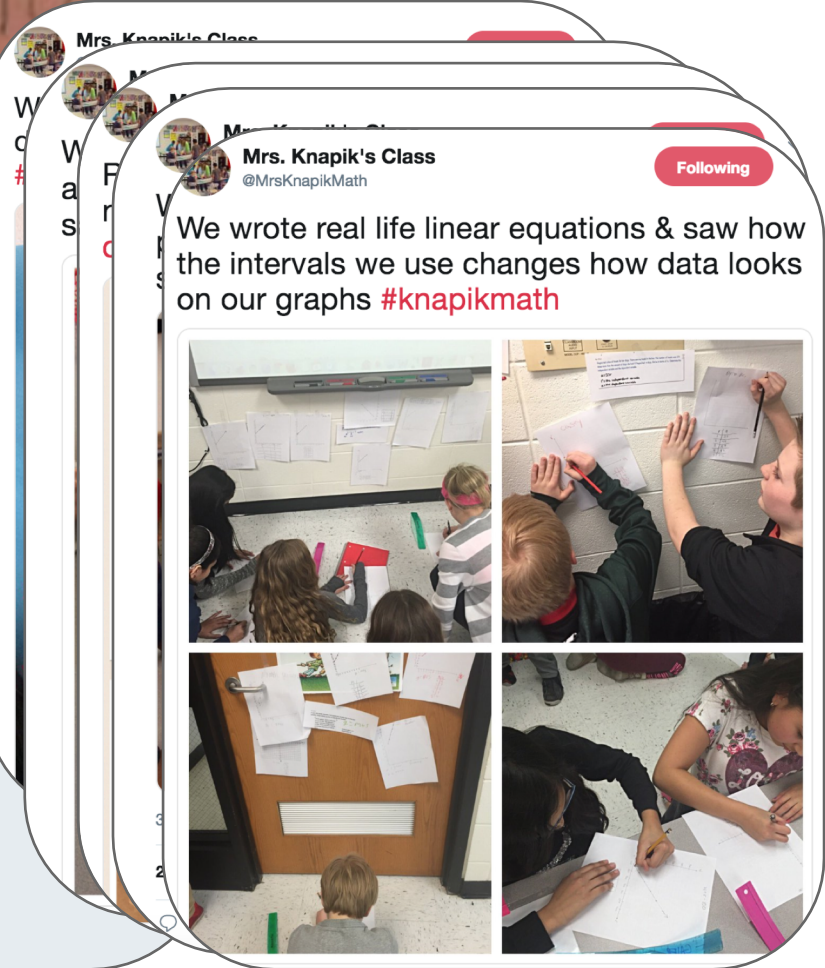 Mrs. Knapik's Class
W
#
W
a
s
Mrs. Knapik's Class
@MrsKnapikMath
Following
We wrote real life linear equations & saw how
the intervals we use changes how data looks
on our graphs #knapikmath